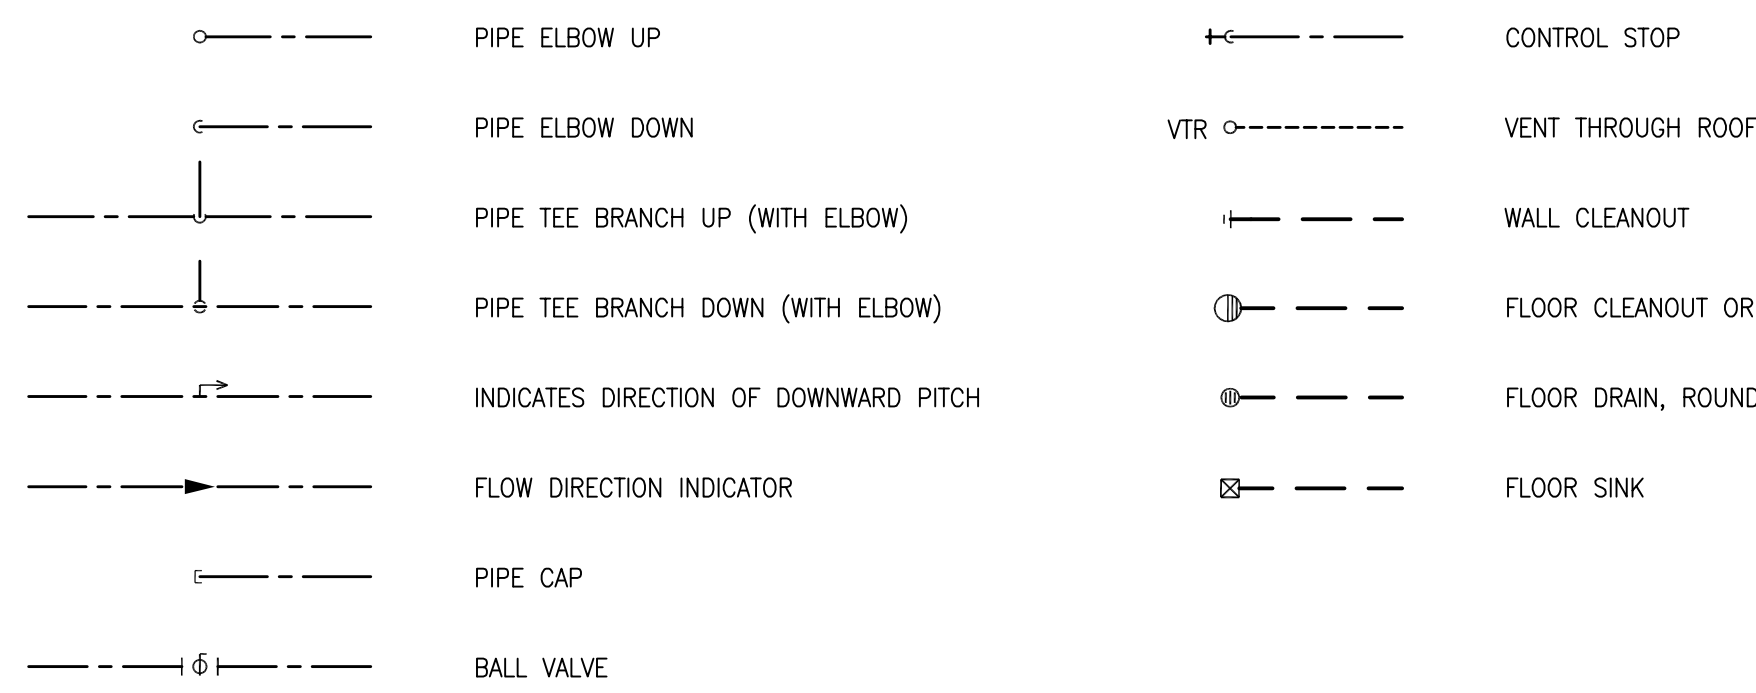 PIPE ELBOW UP
PIPE ELBOW DOWN
PIPE TEE BRANCH UP (WITH ELBOW)
PIPE TEE BRANCH DOWN (WITH ELBOW)
INDICATES DIRECTION OF DOWNWARD PITCH
FLOW DIRECTION INDICATOR
PIPE CAP
BALL VALVE
CONTROL STOP
VTR VENT THROUGH ROOF
WALL CLEANOUT
FLOOR CLEANOUT OR
FLOOR DRAIN, ROUND
FLOOR SINK